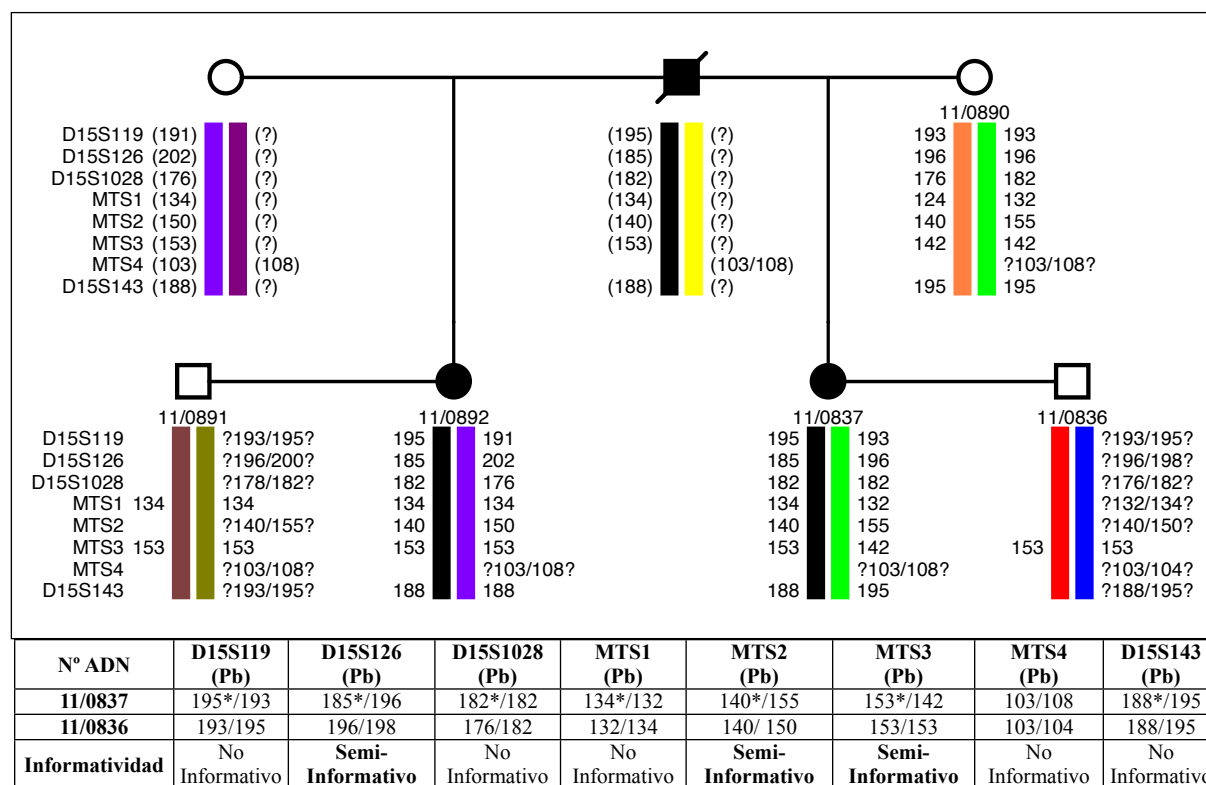 11/0890
D15S119 (191) (?) (195) (?) 193 193
D15S126 (202) (?) (185) (?) 196 196
D15S1028 (176) (?) (182) (?) 176 182
MTS1 (134) (?) (134) (?) 124 132
MTS2 (150) (?) (140) (?) 140 155
MTS3 (153) (?) (153) (?) 142 142
MTS4 (103) (108) (103/108) ?103/108?
D15S143 (188) (?) (188) (?) 195 195
11/0891 11/0892 11/0837 11/0836
D15S119 ?193/195? 195 191 195 193 ?193/195?
D15S126 ?196/200? 185 202 185 196 ?196/198?
D15S1028 ?178/182? 182 176 182 182 ?176/182?
MTS1 134 134 134 134 134 132 ?132/134?
MTS2 ?140/155? 140 150 140 155 ?140/150?
MTS3 153 153 153 153 153 142 153 153
MTS4 ?103/108? ?103/108? ?103/108? ?103/104?
D15S143 ?193/195? 188 188 188 195 ?188/195?
Nº ADN D15S119 D15S126 D15S1028 MTS1 MTS2 MTS3 MTS4 D15S143
(Pb) (Pb) (Pb) (Pb) (Pb) (Pb) (Pb) (Pb)
11/0837 195*/193 185*/196 182*/182 134*/132 140*/155 153*/142 103/108 188*/195
11/0836 193/195 196/198 176/182 132/134 140/ 150 153/153 103/104 188/195
Informatividad No Semi- No No Semi- Semi- No No
Informativo Informativo Informativo Informativo Informativo Informativo Informativo Informativo